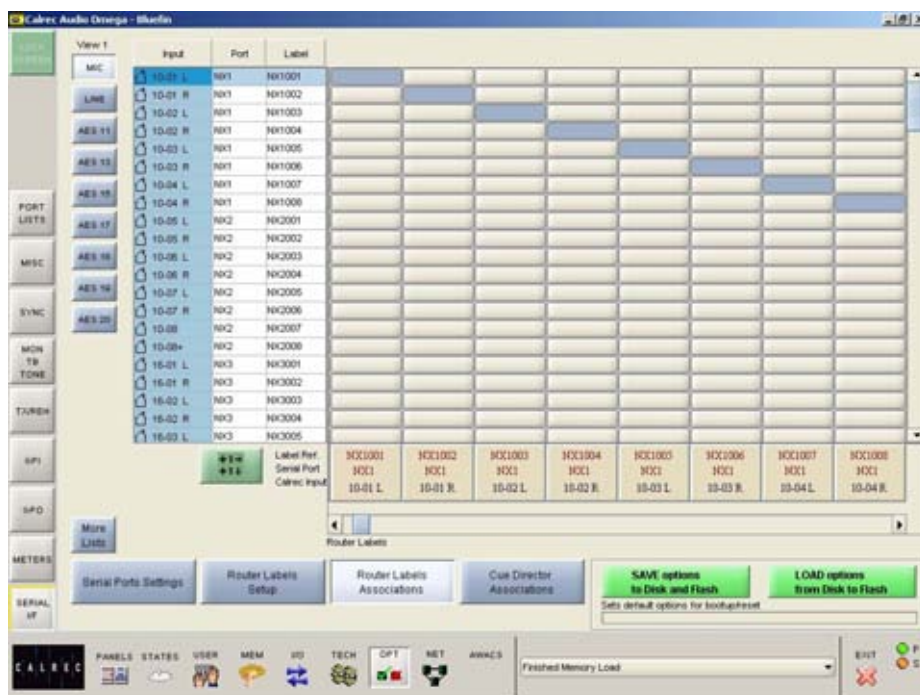 Calrec Audio Omega - Bluefin
View 1
MIC
LINE
AES 11
AES 13
AES 15
AES 17
AES 18
AES 19
AES 20
Input Port Label
10-01 L NX1 NX1001
10-01 R NX1 NX1002
10-02 L NX1 NX1003
10-02 R NX1 NX1004
10-03 L NX1 NX1005
10-03 R NX1 NX1006
10-04 L NX1 NX1007
10-04 R NX1 NX1008
10-05 L NX2 NX2001
10-05 R NX2 NX2002
10-06 L NX2 NX2003
10-06 R NX2 NX2004
10-07 L NX2 NX2005
10-07 R NX2 NX2006
10-08 NX2 NX2007
10-08+ NX2 NX2008
16-01 L NX3 NX3001
16-01 R NX3 NX3002
16-02 L NX3 NX3003
16-02 R NX3 NX3004
16-03 L NX3 NX3005
PORT
LISTS
MISC
SYNC
MON
TB
TONE
TX/REH
GPI
GPO
METERS
SERIAL
I/F
Label Ref. NX1001 NX1002 NX1003 NX1004 NX1005 NX1006 NX1007 NX1008
Serial Port NX1 NX1 NX1 NX1 NX1 NX1 NX1 NX1
Calrec Input 10-01 L 10-01 R 10-02 L 10-02 R 10-03 L 10-03 R 10-04 L 10-04 R
Router Labels
More
Lists
Serial Ports Settings
Router Labels
Setup
Router Labels
Associations
Cue Director
Associations
SAVE options
to Disk and Flash
LOAD options
from Disk to Flash
Sets default options for bootup/reset
CALREC
PANELS STATES USER MEM I/O TECH OPT NET AWACS
Finished Memory Load
EXIT
P
S